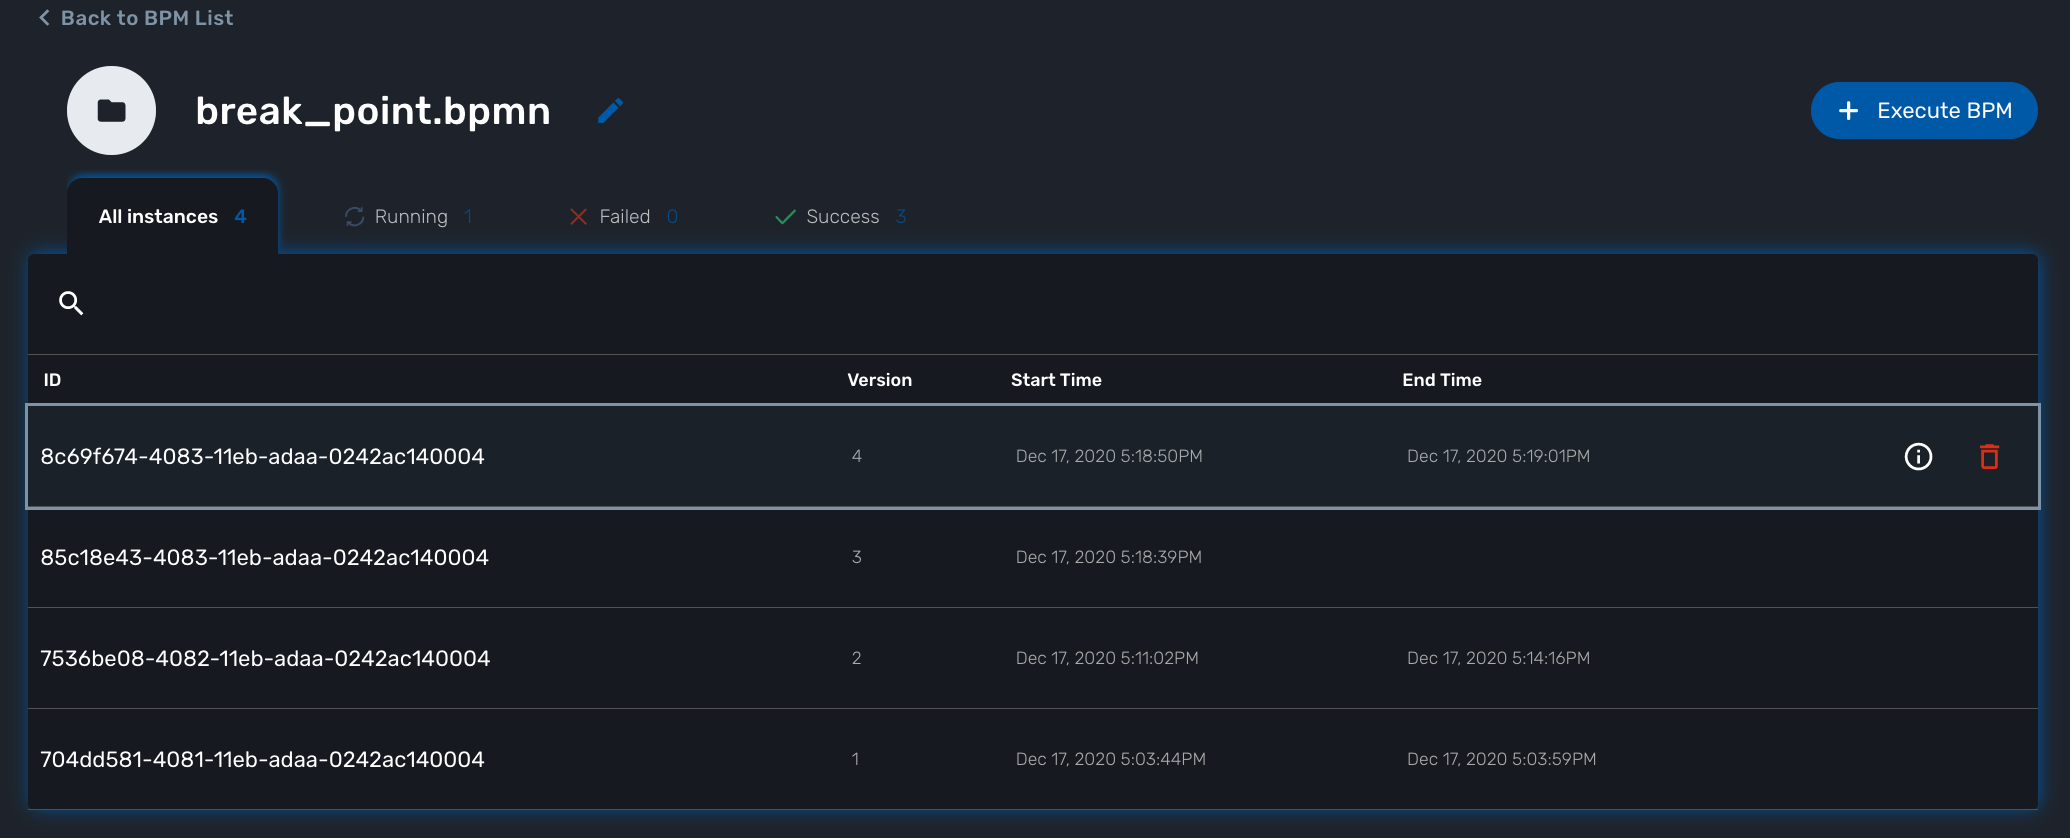 Back to BPM List
break_point.bpmn
Execute BPM
All instances 4 Running 1 Failed 0 Success 3
ID Version Start Time End Time
8c69f674-4083-11eb-adaa-0242ac140004 4 Dec 17, 2020 5:18:50PM Dec 17, 2020 5:19:01PM
85c18e43-4083-11eb-adaa-0242ac140004 3 Dec 17, 2020 5:18:39PM
7536be08-4082-11eb-adaa-0242ac140004 2 Dec 17, 2020 5:11:02PM Dec 17, 2020 5:14:16PM
704dd581-4081-11eb-adaa-0242ac140004 1 Dec 17, 2020 5:03:44PM Dec 17, 2020 5:03:59PM